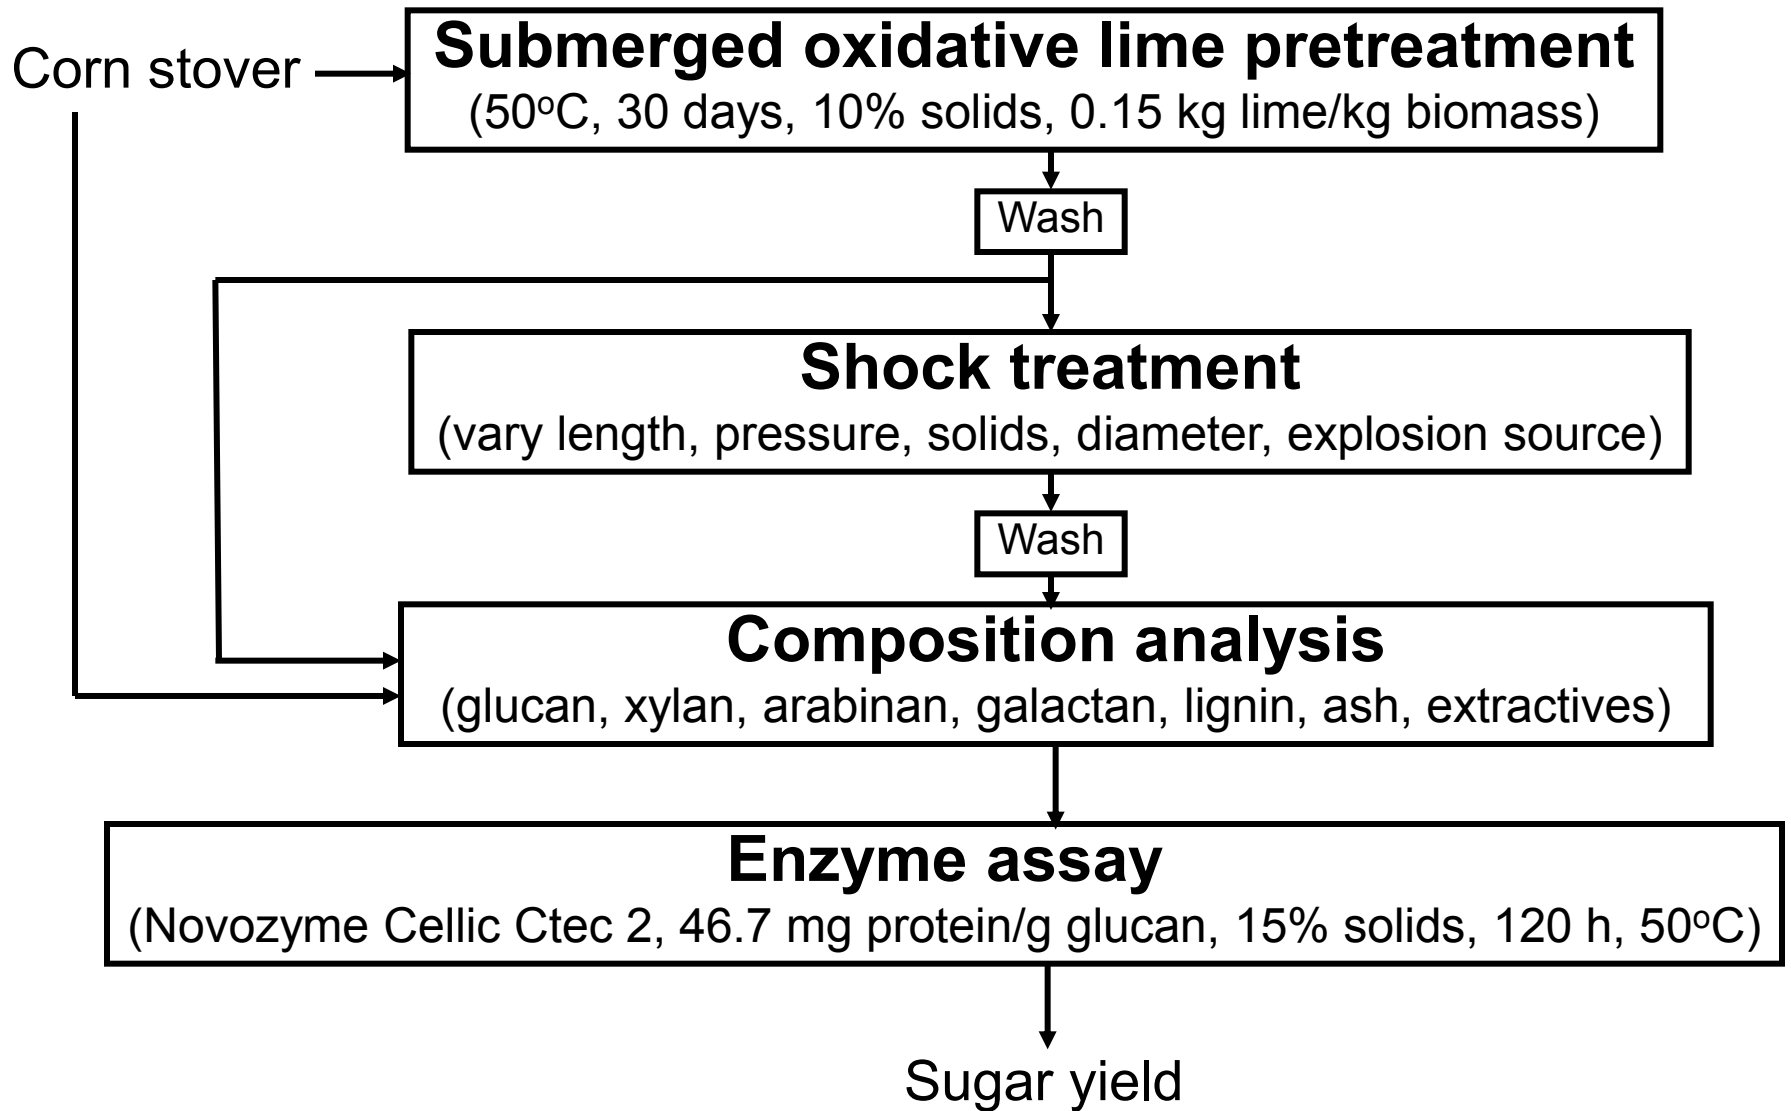 Submerged oxidative lime pretreatment
Corn stover
(50°C, 30 days, 10% solids, 0.15 kg lime/kg biomass)
Wash
Shock treatment
(vary length, pressure, solids, diameter, explosion source)
Wash
Composition analysis
(glucan, xylan, arabinan, galactan, lignin, ash, extractives)
Enzyme assay
(Novozyme Cellic Ctec 2, 46.7 mg protein/g glucan, 15% solids, 120 h, 50°C)
Sugar yield